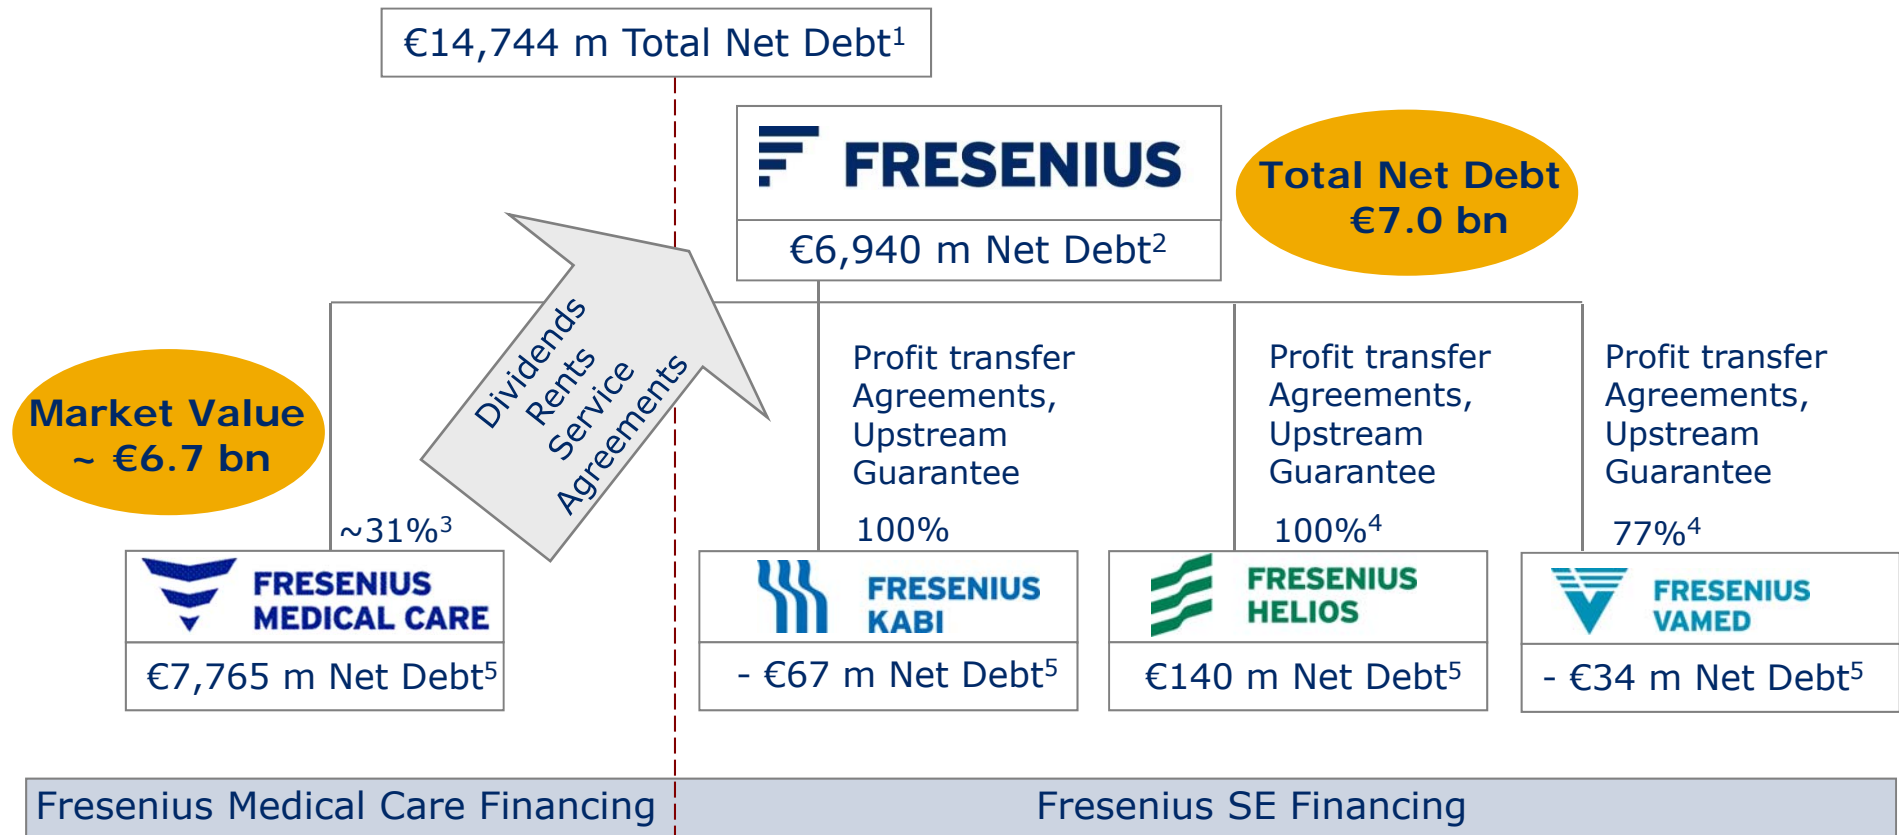 €14,744 m Total Net Debt¹
FRESENIUS
€6,940 m Net Debt²
Total Net Debt
€7.0 bn
Dividends
Rents
Service
Agreements
Market Value
~ €6.7 bn
~31%³
Profit transfer
Agreements,
Upstream
Guarantee
100%
Profit transfer
Agreements,
Upstream
Guarantee
100%⁴
Profit transfer
Agreements,
Upstream
Guarantee
77%⁴
FRESENIUS
MEDICAL CARE
€7,765 m Net Debt⁵
FRESENIUS
KABI
- €67 m Net Debt⁵
FRESENIUS
HELIOS
€140 m Net Debt⁵
FRESENIUS
VAMED
- €34 m Net Debt⁵
Fresenius Medical Care Financing
Fresenius SE Financing